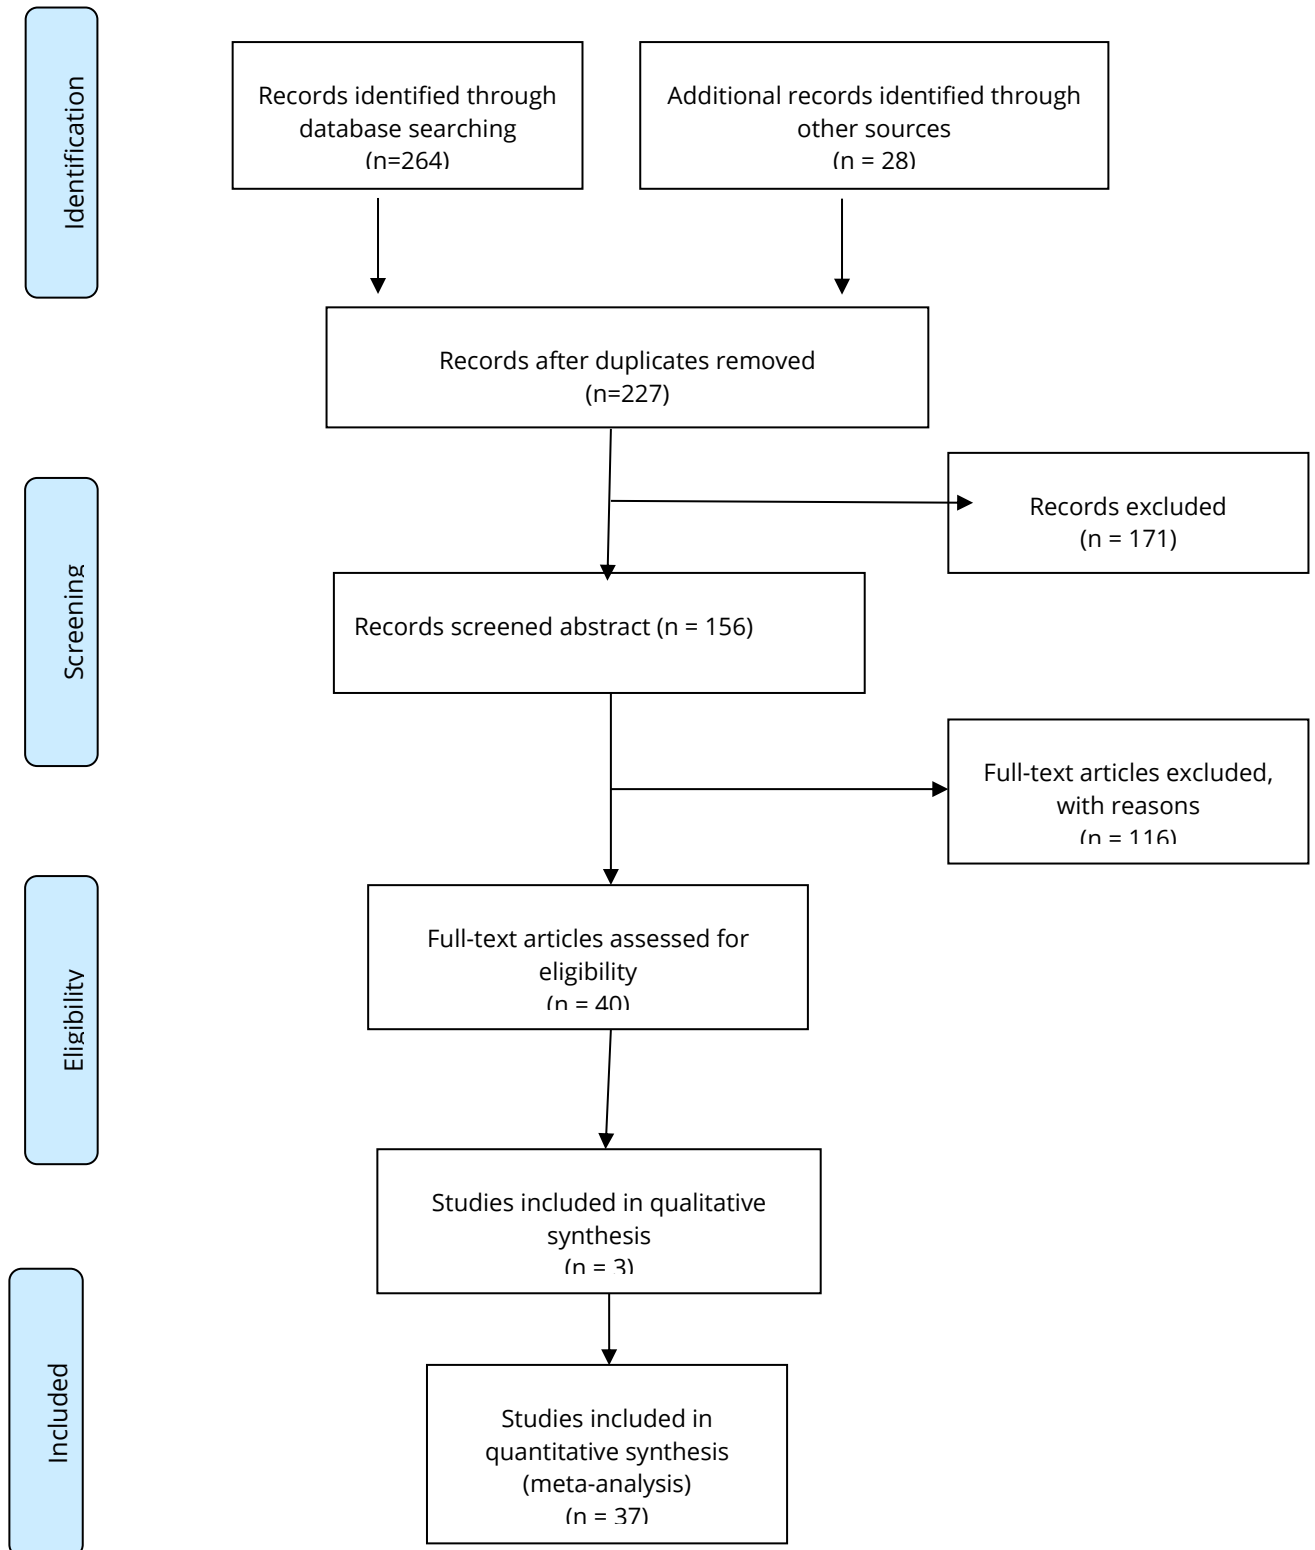 Identification
Records identified through
database searching
(n=264)
Additional records identified through
other sources
(n = 28)
Records after duplicates removed
(n=227)
Screening
Records excluded
(n = 171)
Records screened abstract (n = 156)
Full-text articles excluded,
with reasons
(n = 116)
Eligibility
Full-text articles assessed for
eligibility
(n = 40)
Studies included in qualitative
synthesis
(n = 3)
Included
Studies included in
quantitative synthesis
(meta-analysis)
(n = 37)